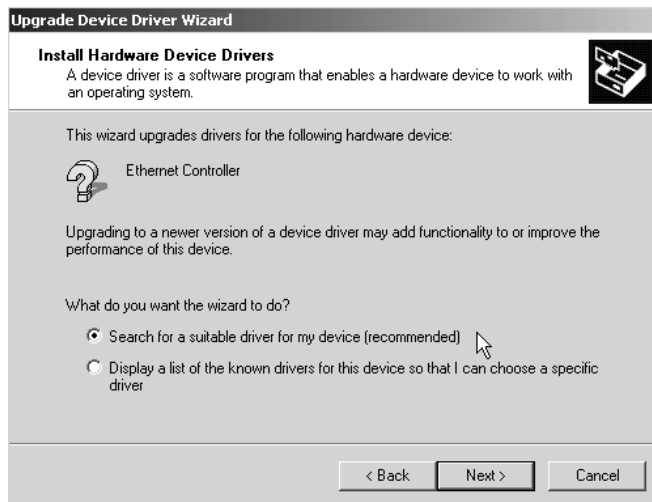 Upgrade Device Driver Wizard
Install Hardware Device Drivers
A device driver is a software program that enables a hardware device to work with
an operating system.
This wizard upgrades drivers for the following hardware device:
Ethernet Controller
Upgrading to a newer version of a device driver may add functionality to or improve the
performance of this device.
What do you want the wizard to do?
Search for a suitable driver for my device (recommended)
Display a list of the known drivers for this device so that I can choose a specific
driver
< Back
Next >
Cancel